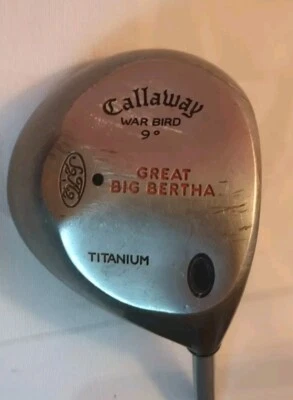 Callaway
WAR BIRD
9°
GREAT
BIG BERTHA
TITANIUM